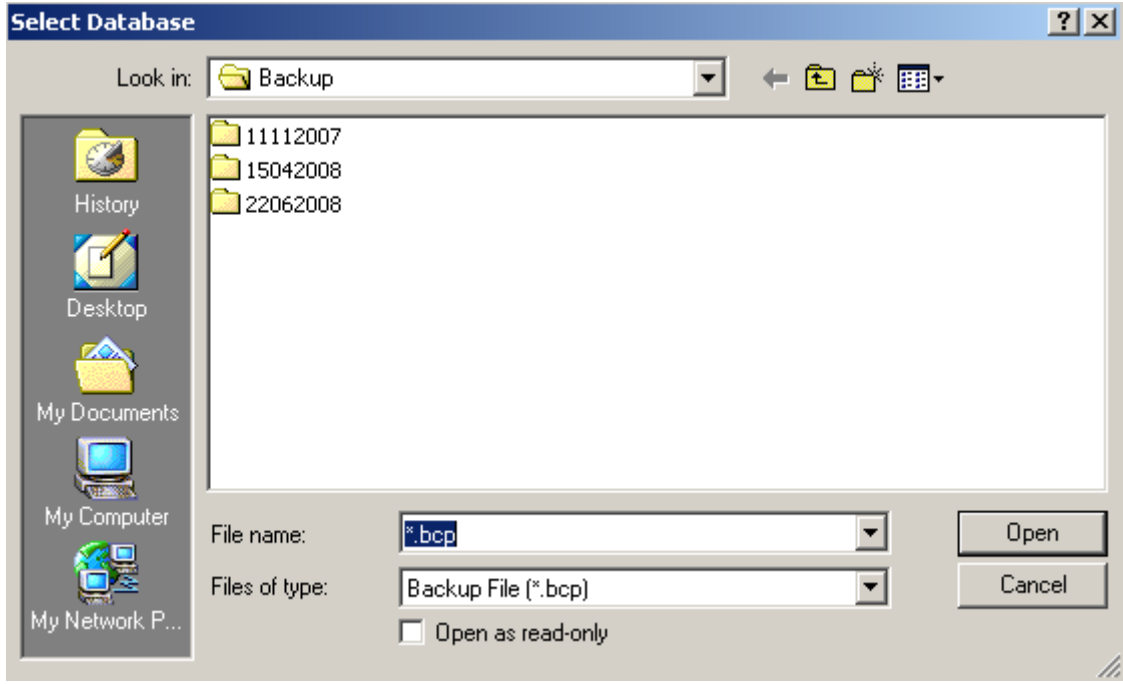 Select Database
Look in: Backup
11112007
15042008
22062008
History
Desktop
My Documents
My Computer
My Network P...
File name: *.bcp Open
Files of type: Backup File (*.bcp) Cancel
Open as read-only